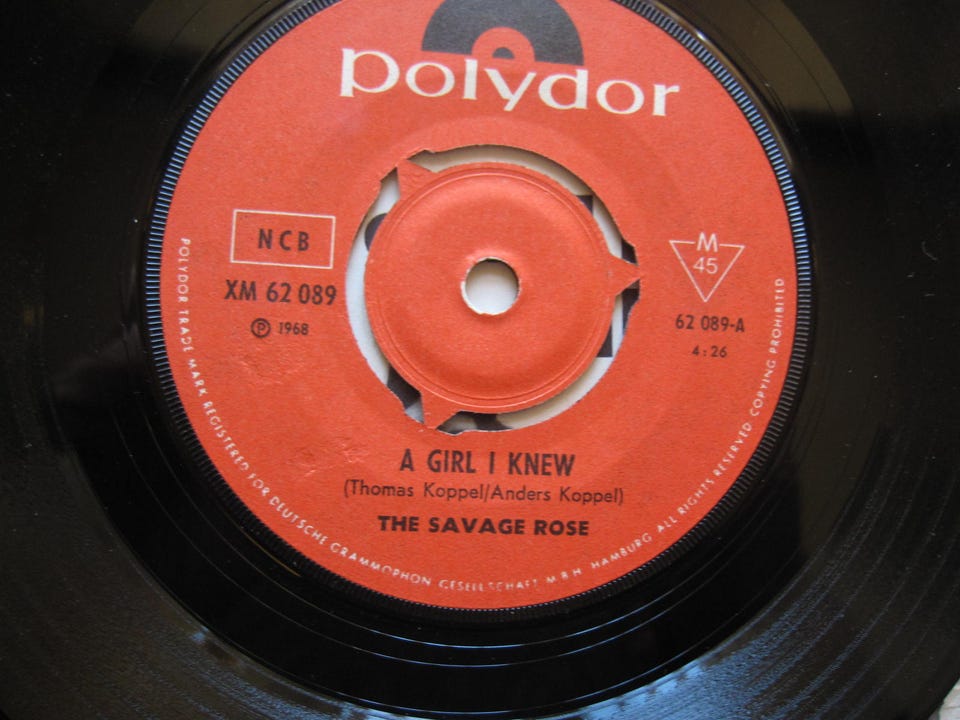 polydor
NCB
XM 62 089
Ⓟ 1968
M
45
62 089-A
4:26
A GIRL I KNEW
(Thomas Koppel/Anders Koppel)
THE SAVAGE ROSE
POLYDOR TRADE MARK REGISTERED FOR DEUTSCHE GRAMMOPHON GESELLSCHAFT M.B.H. HAMBURG ALL RIGHTS RESERVED COPYING PROHIBITED